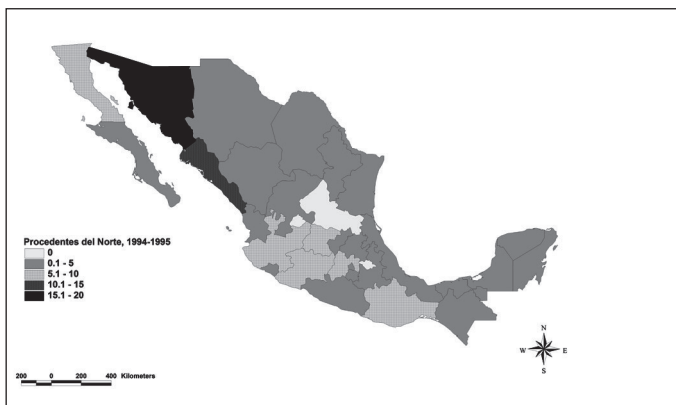 Procedentes del Norte, 1994-1995
0
0.1 - 5
5.1 - 10
10.1 - 15
15.1 - 20
N
W E
S
200 0 200 400 Kilometers